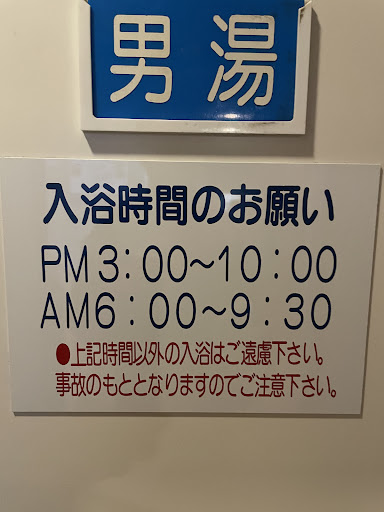 男湯
入浴時間のお願い
PM3:00～10:00
AM6:00～9:30
●上記時間以外の入浴はご遠慮下さい。
事故のもととなりますのでご注意下さい。